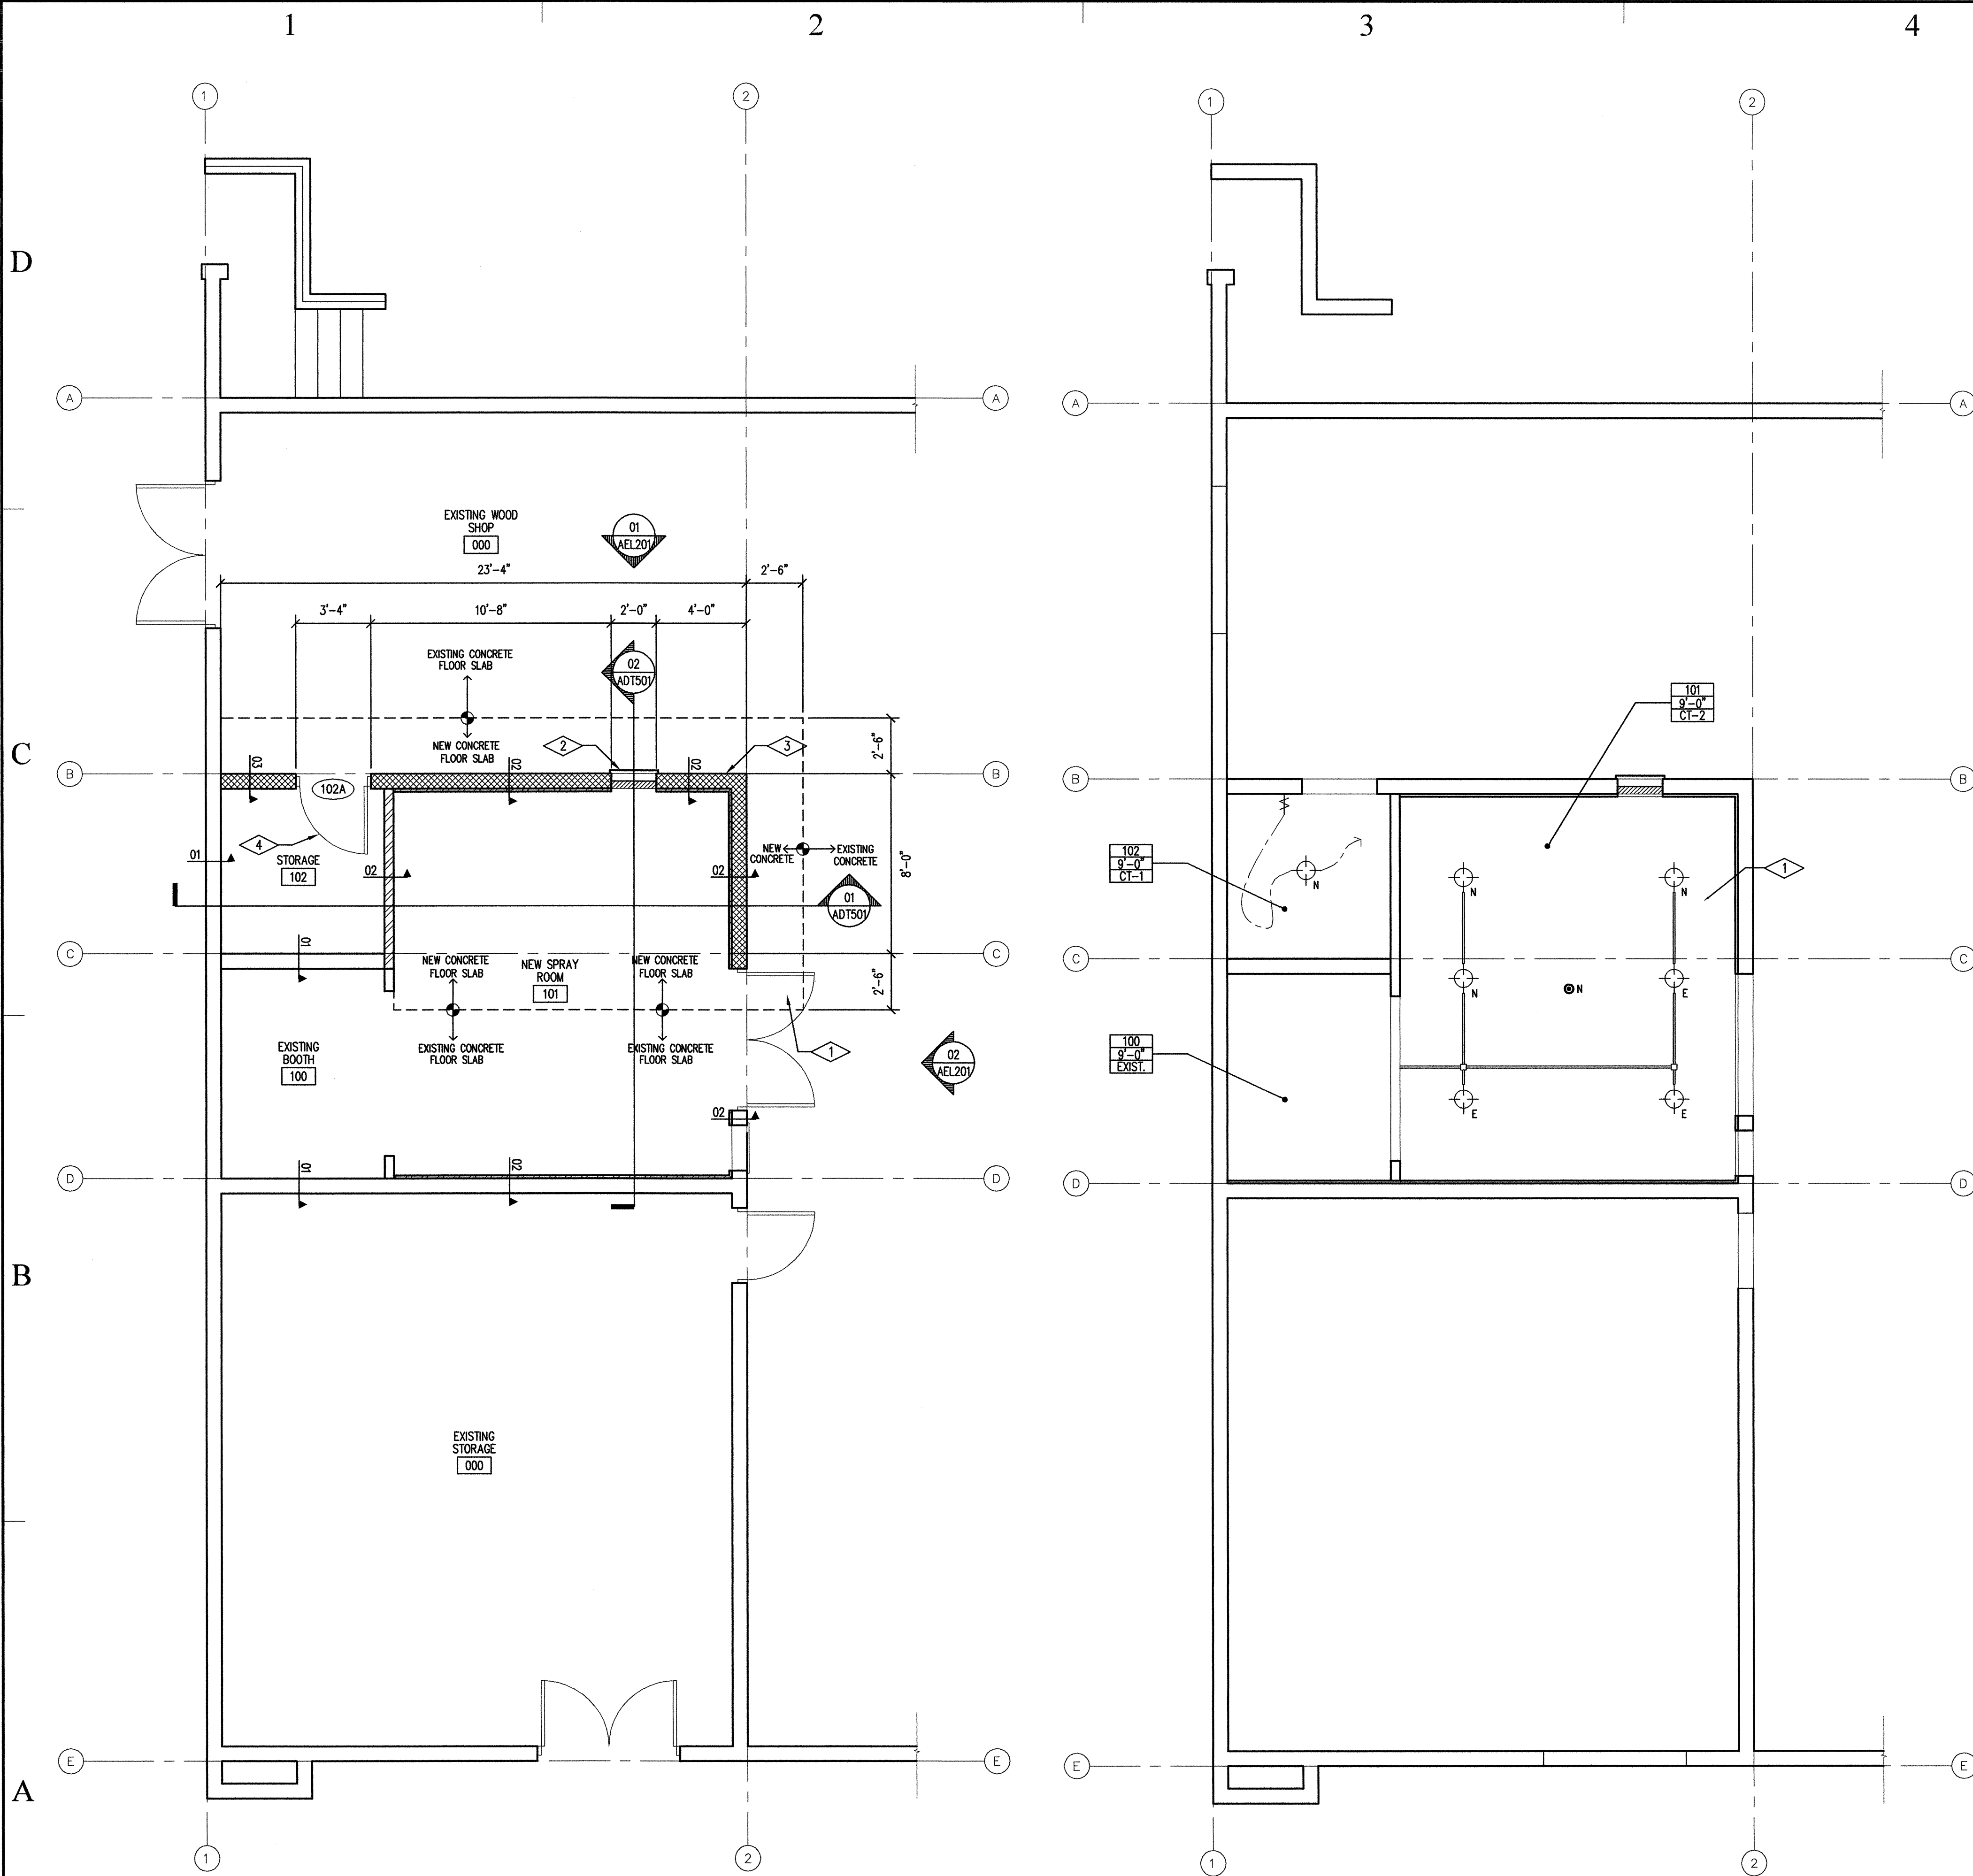 1
2
3
4
D
C
B
A
1
2
A
A
EXISTING WOOD
SHOP
000
01
AEL201
23'-4"
2'-6"
3'-4"
10'-8"
2'-0"
4'-0"
EXISTING CONCRETE
FLOOR SLAB
02
ADT501
NEW CONCRETE
FLOOR SLAB
2
3
2'-6"
B
B
03
02
02
102A
4
01
STORAGE
102
02
02
NEW
CONCRETE
EXISTING
CONCRETE
8'-0"
01
ADT501
C
C
01
NEW CONCRETE
FLOOR SLAB
NEW SPRAY
ROOM
101
NEW CONCRETE
FLOOR SLAB
2'-6"
EXISTING
BOOTH
100
EXISTING CONCRETE
FLOOR SLAB
EXISTING CONCRETE
FLOOR SLAB
1
02
AEL201
02
D
D
01
02
EXISTING
STORAGE
000
E
E
1
2
1
2
A
A
101
9'-0"
CT-2
B
B
102
9'-0"
CT-1
N
N
N
1
C
C
N
N
E
100
9'-0"
EXIST.
E
E
D
D
E
E
1
2